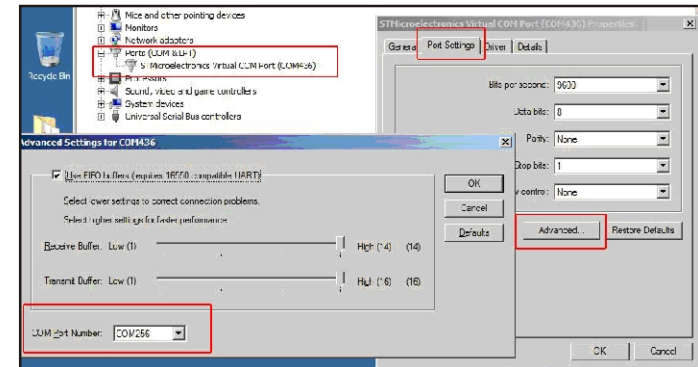 Mice and other pointing devices
Monitors
Network adapters
Ports (COM & LPT)
STMicroelectronics Virtual COM Port (COM436)
Processors
Sound, video and game controllers
System devices
Universal Serial Bus controllers
Recycle Bin
STMicroelectronics Virtual COM Port (COM436) Properties
General
Port Settings
Driver
Details
Bits per second: 9600
Data bits: 8
Parity: None
Stop bits: 1
w control: None
Advanced...
Restore Defaults
OK
Cancel
Advanced Settings for COM436
Use FIFO buffers (requires 16550 compatible UART)
Select lower settings to correct connection problems.
Select higher settings for faster performance.
Receive Buffer: Low (1) High (14) (14)
Transmit Buffer: Low (1) High (16) (16)
COM Port Number: COM256
OK
Cancel
Defaults